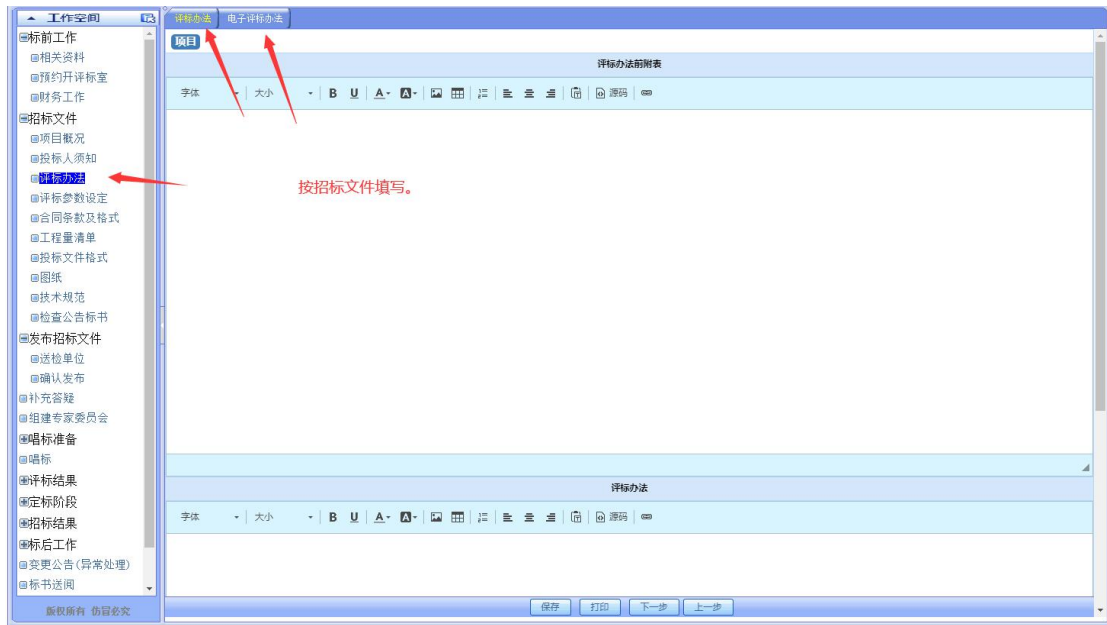 工作空间
标前工作
相关资料
预约开评标室
财务工作
招标文件
项目概况
投标人须知
评标办法
评标参数设定
合同条款及格式
工程量清单
投标文件格式
图纸
技术规范
检查公告标书
发布招标文件
送检单位
确认发布
补充答疑
组建专家委员会
唱标准备
唱标
评标结果
定标阶段
招标结果
标后工作
变更公告(异常处理)
标书送阅
版权所有 仿冒必究
评标办法 电子评标办法
项目
评标办法前附表
字体 大小 B U A A 源码
按招标文件填写。
评标办法
字体 大小 B U A A 源码
保存 打印 下一步 上一步